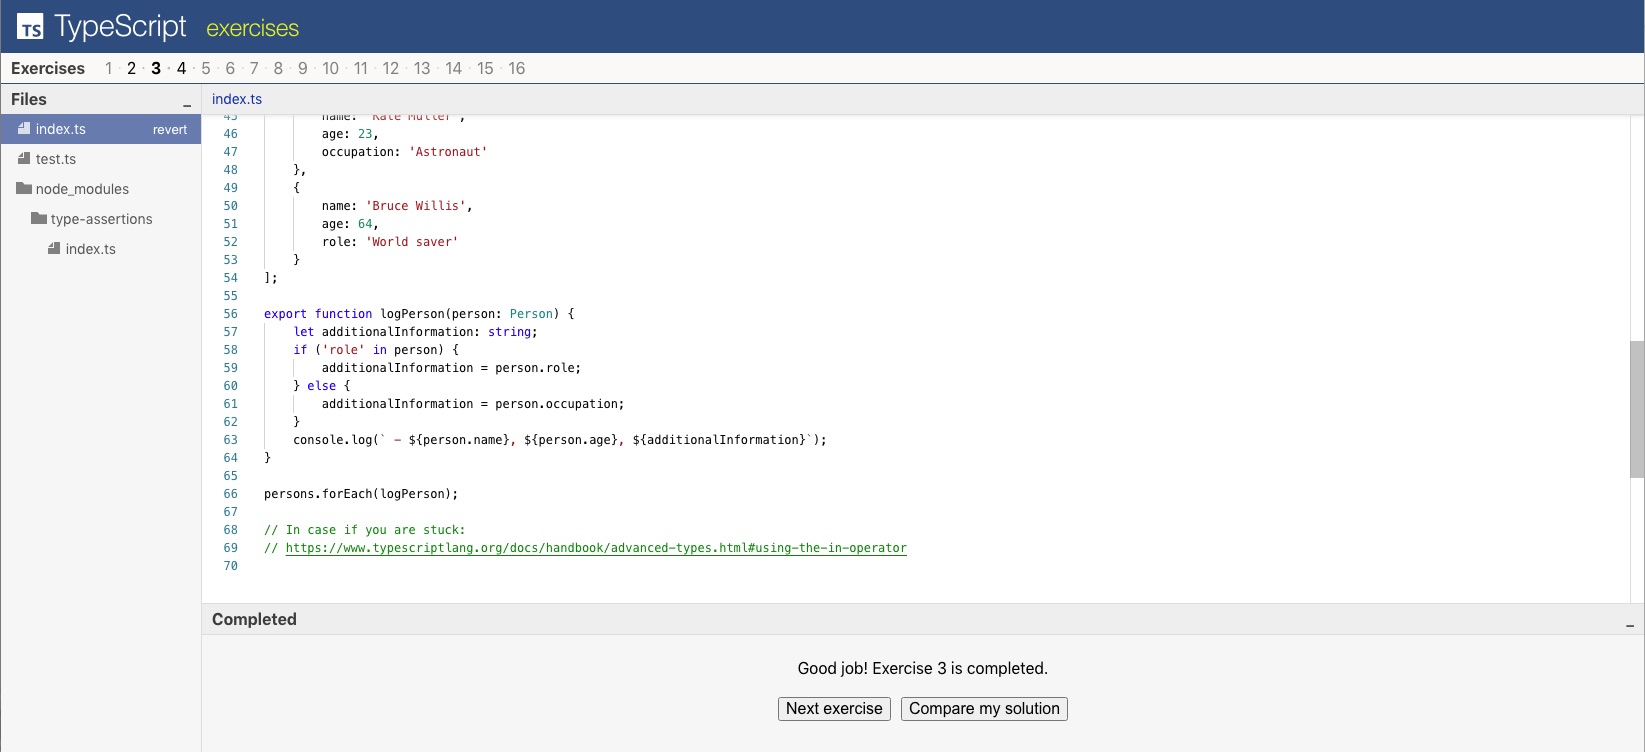 TS TypeScript exercises
Exercises 1 · 2 · 3 · 4 · 5 · 6 · 7 · 8 · 9 · 10 · 11 · 12 · 13 · 14 · 15 · 16
Files _
index.ts revert
test.ts
node_modules
type-assertions
index.ts
index.ts
45 name: 'Kate Müller',
46 age: 23,
47 occupation: 'Astronaut'
48 },
49 {
50 name: 'Bruce Willis',
51 age: 64,
52 role: 'World saver'
53 }
54 ];
55
56 export function logPerson(person: Person) {
57 let additionalInformation: string;
58 if ('role' in person) {
59 additionalInformation = person.role;
60 } else {
61 additionalInformation = person.occupation;
62 }
63 console.log(` - ${person.name}, ${person.age}, ${additionalInformation}`);
64 }
65
66 persons.forEach(logPerson);
67
68 // In case if you are stuck:
69 // https://www.typescriptlang.org/docs/handbook/advanced-types.html#using-the-in-operator
70
Completed _
Good job! Exercise 3 is completed.
Next exercise Compare my solution